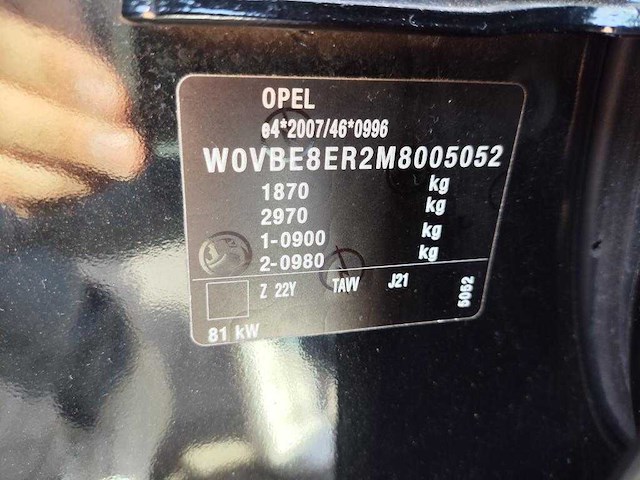 OPEL
e4*2007/46*0996
W0VBE8ER2M8005052
1870 kg
2970 kg
1-0900 kg
2-0980 kg
Z 22Y TAW J21
5052
81 kW